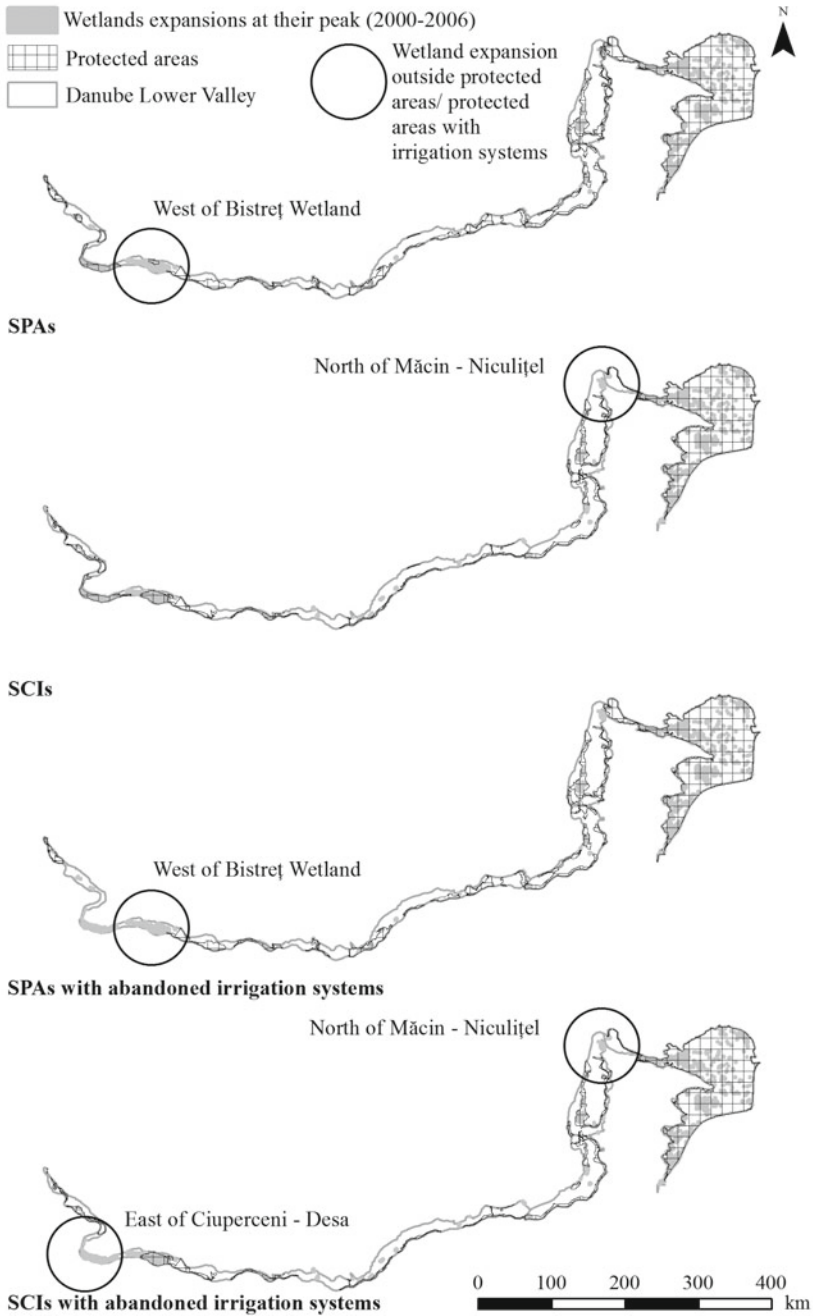 Wetlands expansions at their peak (2000-2006)
Protected areas
Danube Lower Valley
Wetland expansion
outside protected
areas/ protected
areas with
irrigation systems
N
West of Bistreț Wetland
SPAs
North of Măcin - Niculițel
SCIs
West of Bistreț Wetland
SPAs with abandoned irrigation systems
North of Măcin - Niculițel
East of Ciuperceni - Desa
SCIs with abandoned irrigation systems
0 100 200 300 400
km